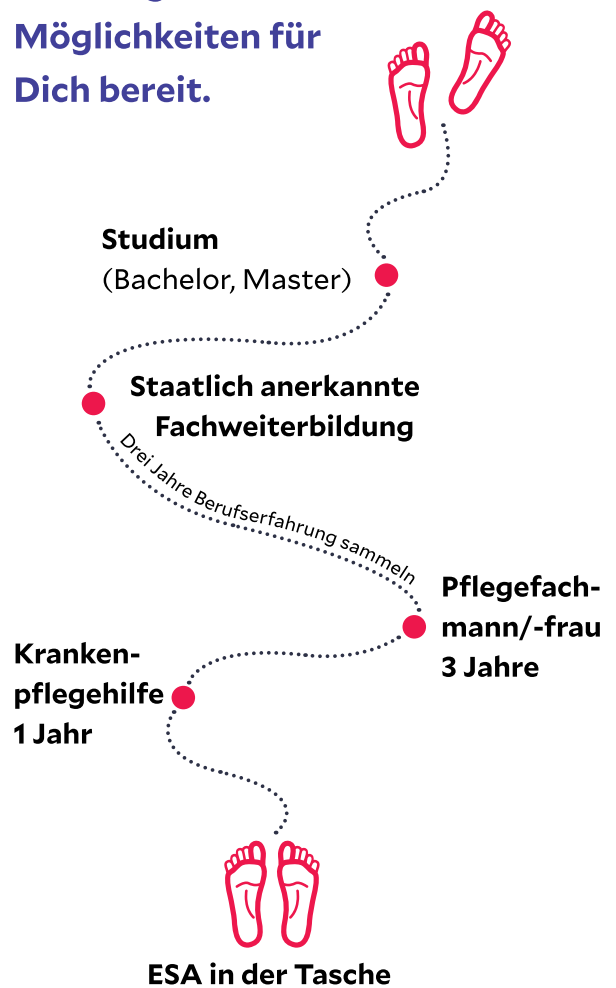 Möglichkeiten für
Dich bereit.
Studium
(Bachelor, Master)
Staatlich anerkannte
Fachweiterbildung
Drei Jahre Berufserfahrung sammeln
Pflegefach-
mann/-frau
3 Jahre
Kranken-
pflegehilfe
1 Jahr
ESA in der Tasche